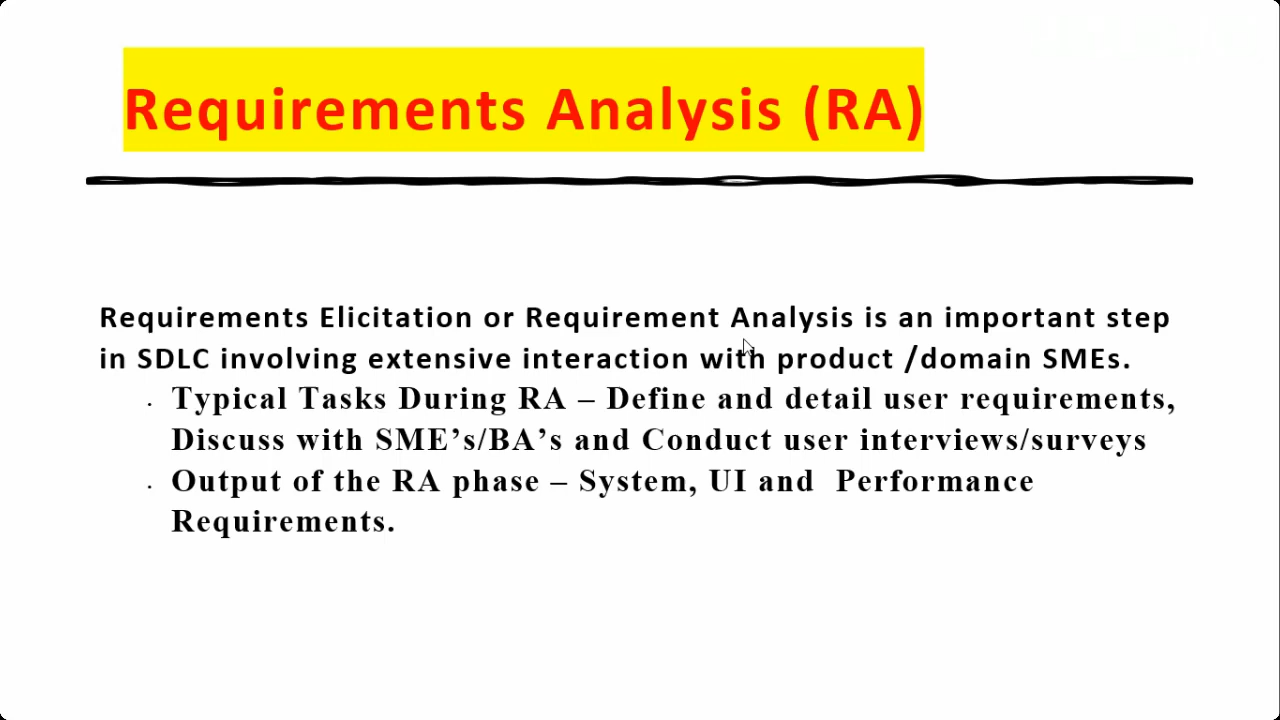 Requirements Analysis (RA)
Requirements Elicitation or Requirement Analysis is an important step
in SDLC involving extensive interaction with product /domain SMEs.
· Typical Tasks During RA – Define and detail user requirements,
Discuss with SME’s/BA’s and Conduct user interviews/surveys
· Output of the RA phase – System, UI and  Performance
Requirements.